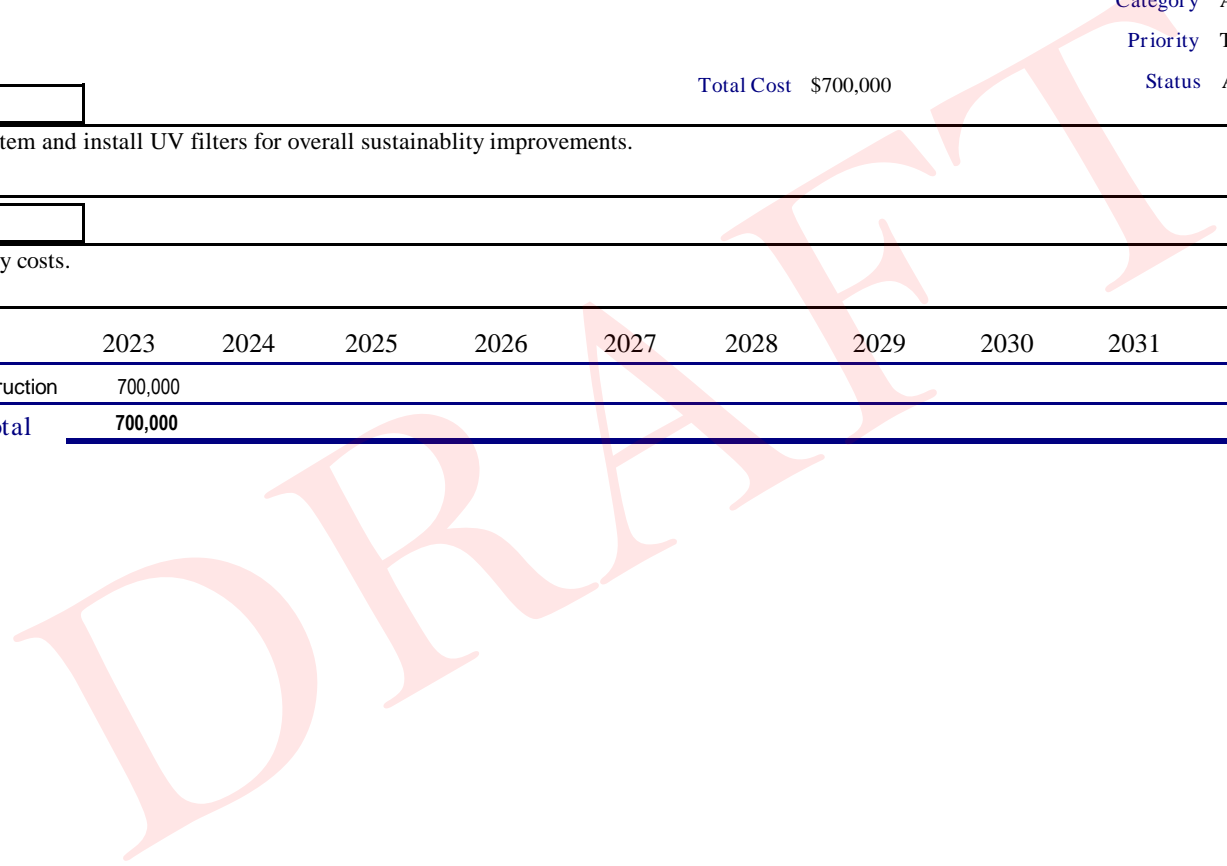 Category
Priority
Total Cost $700,000 Status
tem and install UV filters for overall sustainablity improvements.
y costs.
2023 2024 2025 2026 2027 2028 2029 2030 2031
ruction 700,000
tal 700,000
DRAFT